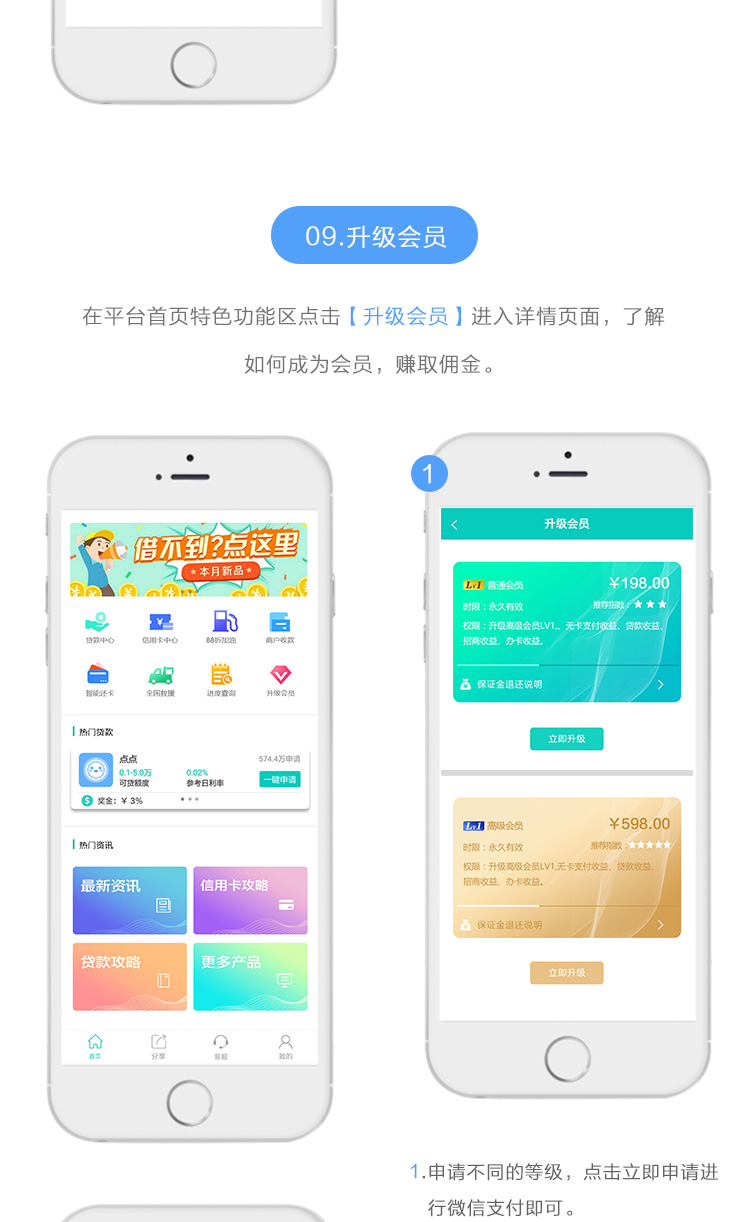 09.升级会员
在平台首页特色功能区点击【升级会员】进入详情页面，了解
如何成为会员，赚取佣金。
借不到?点这里
本月新品
贷款中心
信用卡中心
88折加油
商户收款
智能还卡
全国救援
进度查询
升级会员
热门贷款
点点
574.4万申请
0.1-5.0万
0.02%
可贷额度
参考日利率
一键申请
奖金：￥ 3%
热门资讯
最新资讯
信用卡攻略
贷款攻略
更多产品
首页
分享
客服
我的
1
升级会员
Lv1 普通会员
￥198.00
时限：永久有效
推荐指数：
权限：升级高级会员LV1,、无卡支付收益、贷款收益、
招商收益、办卡收益。
保证金退还说明
立即升级
Lv1 高级会员
￥598.00
时限：永久有效
推荐指数：
权限：升级高级会员LV1,无卡支付收益、贷款收益、
招商收益、办卡收益。
保证金退还说明
立即升级
1.申请不同的等级，点击立即申请进
行微信支付即可。